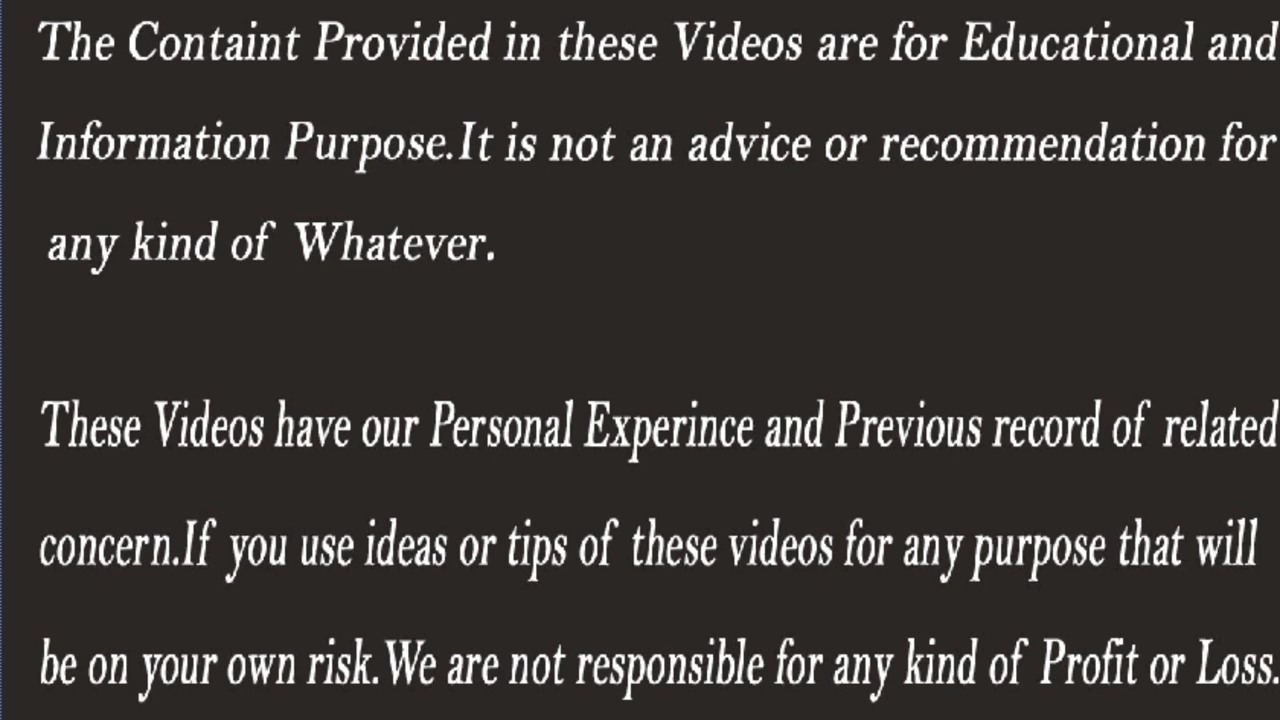 The Containt Provided in these Videos are for Educational and
Information Purpose.It is not an advice or recommendation for
any kind of Whatever.
These Videos have our Personal Experince and Previous record of related
concern.If you use ideas or tips of these videos for any purpose that will
be on your own risk.We are not responsible for any kind of Profit or Loss.